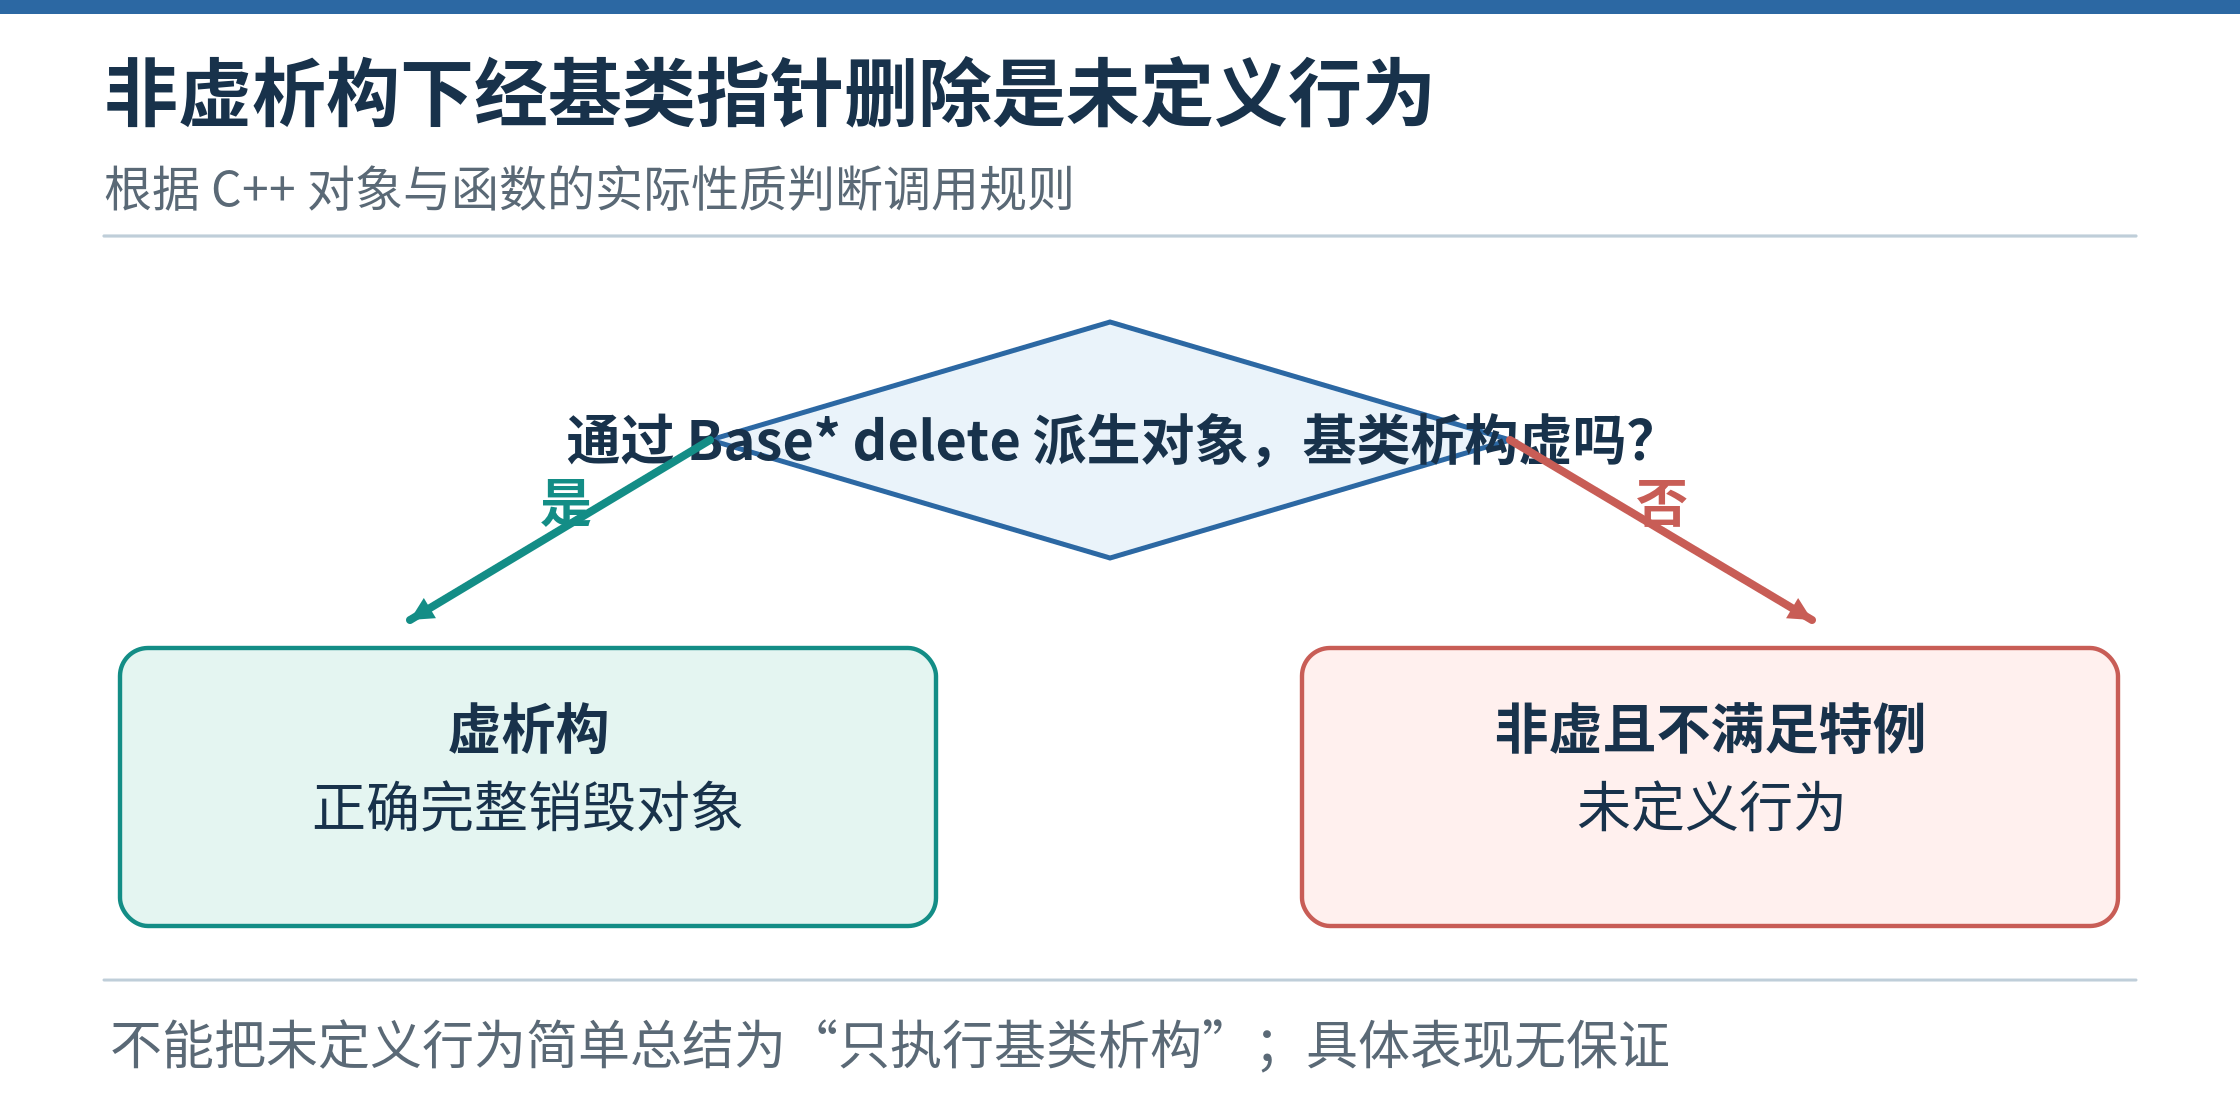 非虚析构下经基类指针删除是未定义行为
根据 C++ 对象与函数的实际性质判断调用规则
通过 Base* delete 派生对象，基类析构虚吗？
是
否
虚析构
正确完整销毁对象
非虚且不满足特例
未定义行为
不能把未定义行为简单总结为“只执行基类析构”；具体表现无保证